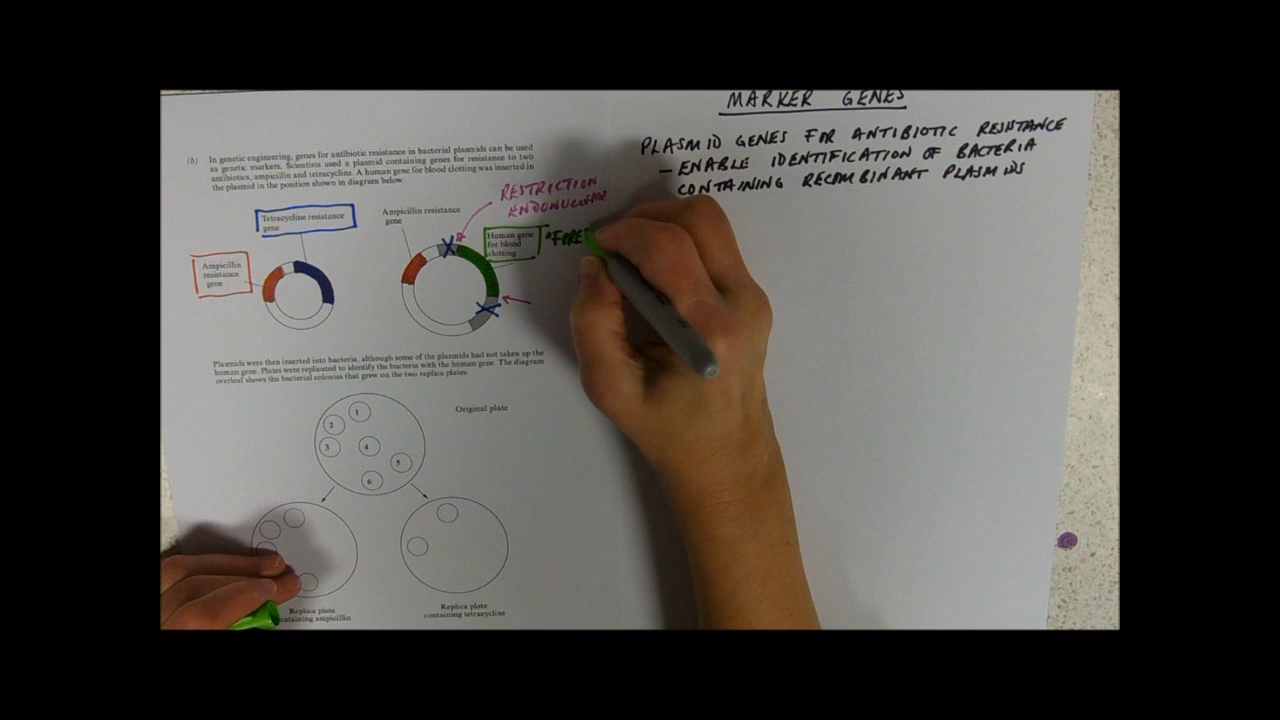 MARKER GENES
PLASMID GENES FOR ANTIBIOTIC RESISTANCE
- ENABLE IDENTIFICATION OF BACTERIA
CONTAINING RECOMBINANT PLASMIDS
(b) In genetic engineering, genes for antibiotic resistance in bacterial plasmids can be used
as genetic markers. Scientists used a plasmid containing genes for resistance to two
antibiotics, ampicillin and tetracycline. A human gene for blood clotting was inserted in
the plasmid in the position shown in diagram below.
RESTRICTION
ENDONUCLEASE
Tetracycline resistance
gene
Ampicillin resistance
gene
Human gene
for blood
clotting
"FORE
Ampicillin
resistance
gene
X
X
Plasmids were then inserted into bacteria, although some of the plasmids had not taken up the
human gene. Plates were replicated to identify the bacteria with the human gene. The diagram
overleaf shows the bacterial colonies that grew on the two replica plates.
Original plate
1
2
3
4
5
6
Replica plate
containing ampicillin
Replica plate
containing tetracycline